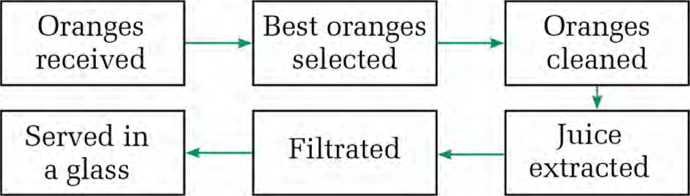 Oranges
received
Best oranges
selected
Oranges
cleaned
Juice
extracted
Filtrated
Served in
a glass